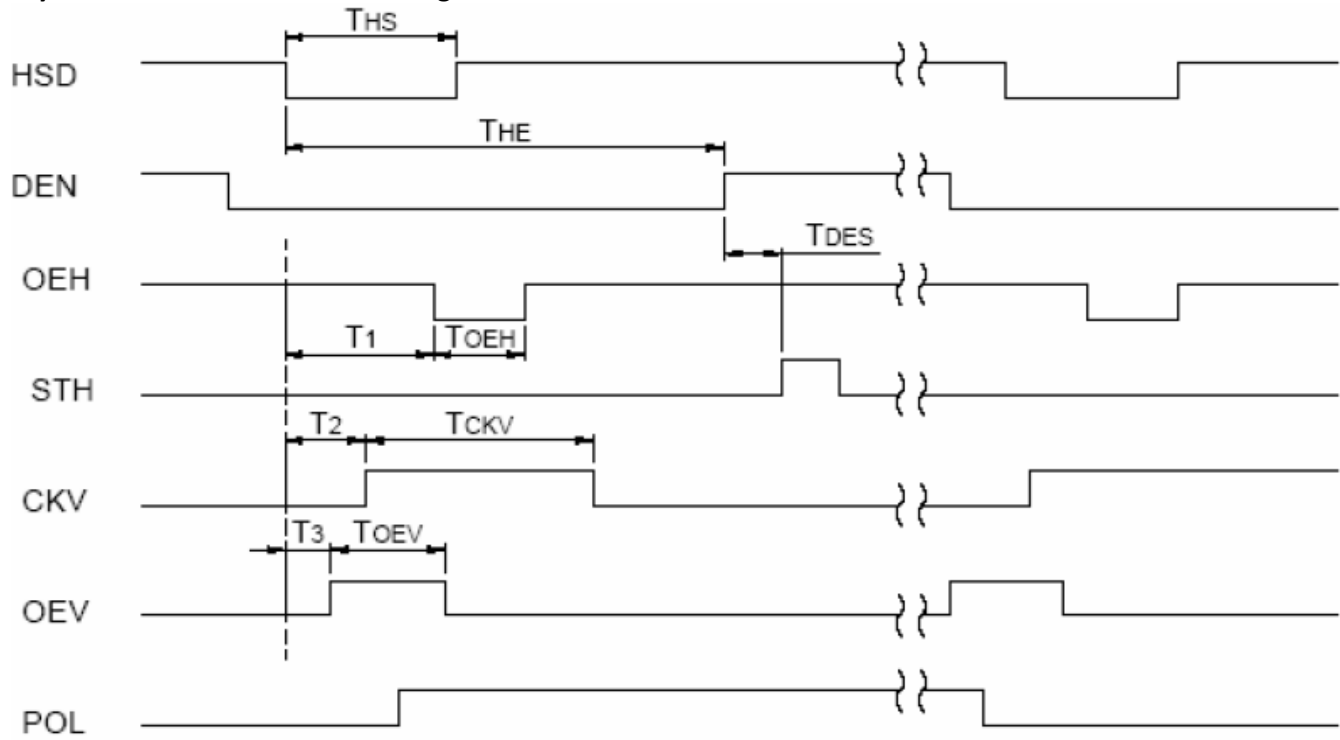 THS
HSD
THE
DEN
TDES
OEH
T1 TOEH
STH
T2 TCKV
CKV
T3 TOEV
OEV
POL